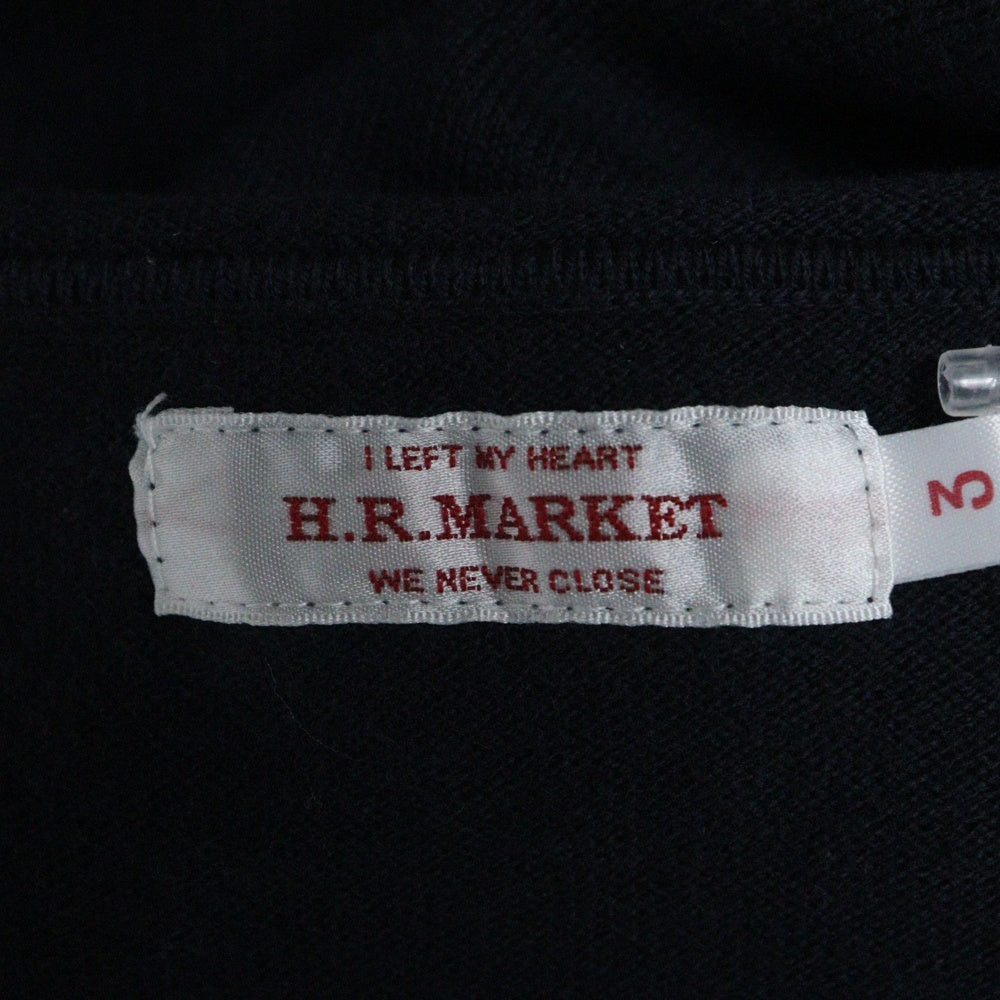 I LEFT MY HEART
H.R.MARKET
WE NEVER CLOSE
3